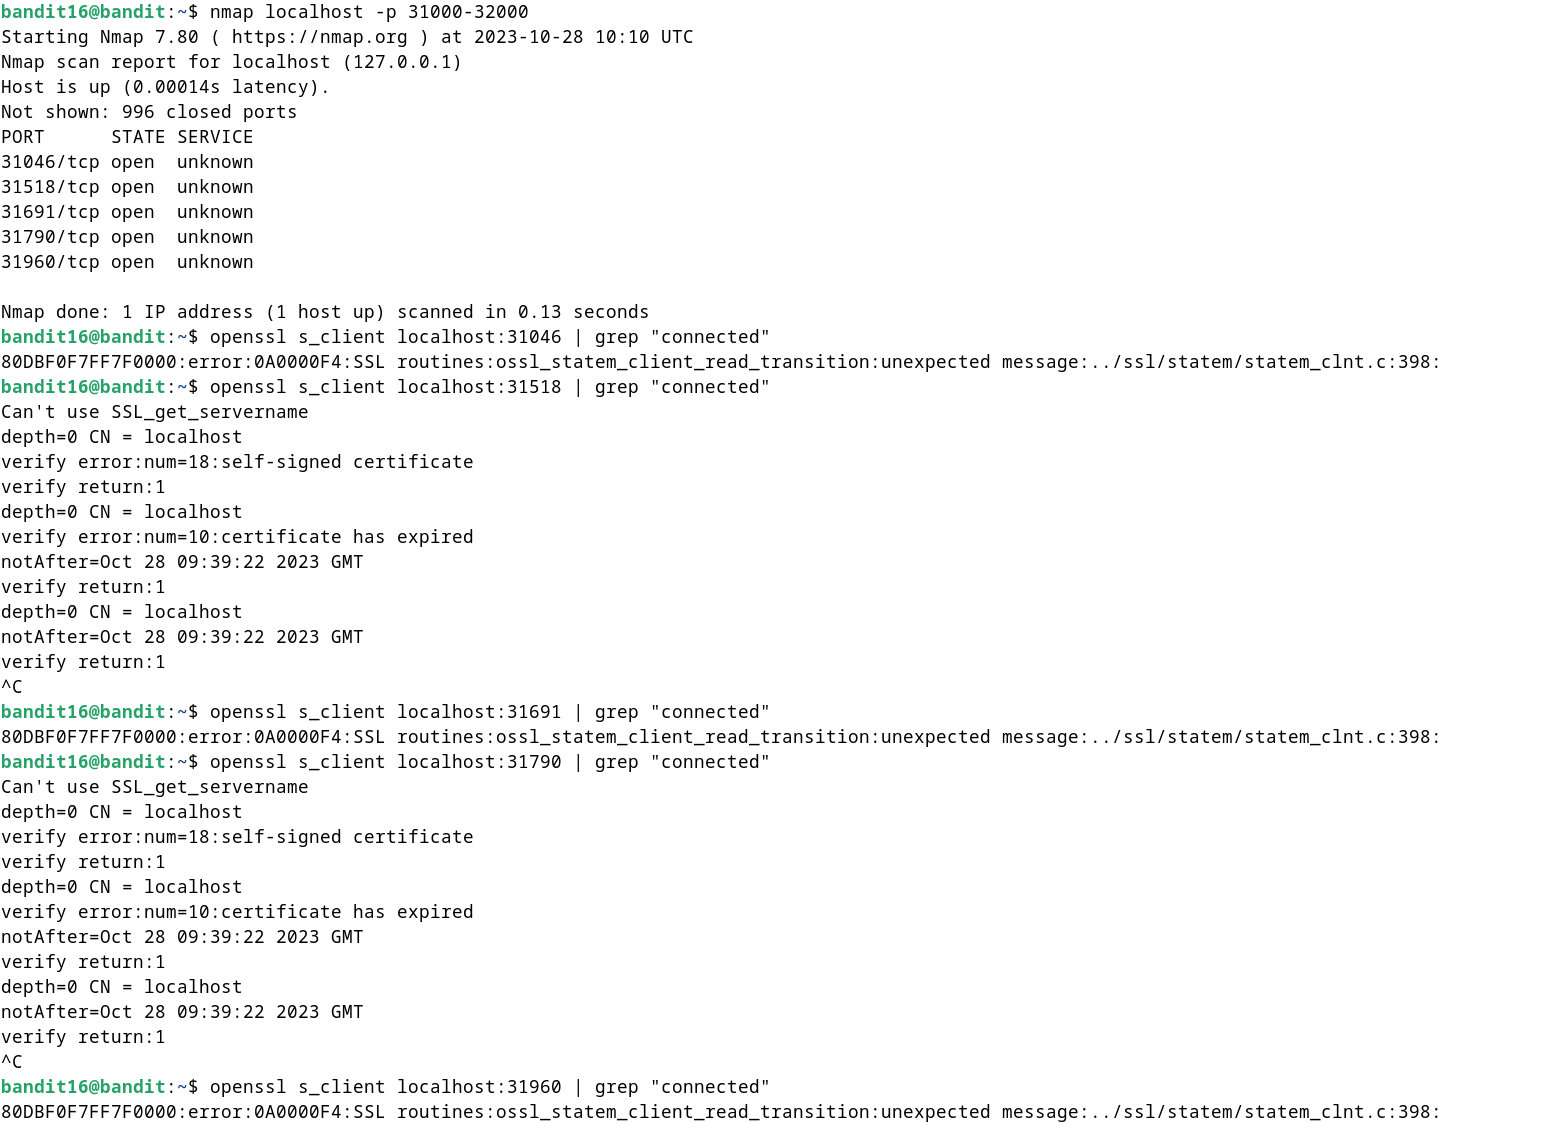 bandit16@bandit:~$ nmap localhost -p 31000-32000
Starting Nmap 7.80 ( https://nmap.org ) at 2023-10-28 10:10 UTC
Nmap scan report for localhost (127.0.0.1)
Host is up (0.00014s latency).
Not shown: 996 closed ports
PORT      STATE SERVICE
31046/tcp open  unknown
31518/tcp open  unknown
31691/tcp open  unknown
31790/tcp open  unknown
31960/tcp open  unknown

Nmap done: 1 IP address (1 host up) scanned in 0.13 seconds
bandit16@bandit:~$ openssl s_client localhost:31046 | grep "connected"
80DBF0F7FF7F0000:error:0A0000F4:SSL routines:ossl_statem_client_read_transition:unexpected message:../ssl/statem/statem_clnt.c:398:
bandit16@bandit:~$ openssl s_client localhost:31518 | grep "connected"
Can't use SSL_get_servername
depth=0 CN = localhost
verify error:num=18:self-signed certificate
verify return:1
depth=0 CN = localhost
verify error:num=10:certificate has expired
notAfter=Oct 28 09:39:22 2023 GMT
verify return:1
depth=0 CN = localhost
notAfter=Oct 28 09:39:22 2023 GMT
verify return:1
^C
bandit16@bandit:~$ openssl s_client localhost:31691 | grep "connected"
80DBF0F7FF7F0000:error:0A0000F4:SSL routines:ossl_statem_client_read_transition:unexpected message:../ssl/statem/statem_clnt.c:398:
bandit16@bandit:~$ openssl s_client localhost:31790 | grep "connected"
Can't use SSL_get_servername
depth=0 CN = localhost
verify error:num=18:self-signed certificate
verify return:1
depth=0 CN = localhost
verify error:num=10:certificate has expired
notAfter=Oct 28 09:39:22 2023 GMT
verify return:1
depth=0 CN = localhost
notAfter=Oct 28 09:39:22 2023 GMT
verify return:1
^C
bandit16@bandit:~$ openssl s_client localhost:31960 | grep "connected"
80DBF0F7FF7F0000:error:0A0000F4:SSL routines:ossl_statem_client_read_transition:unexpected message:../ssl/statem/statem_clnt.c:398: